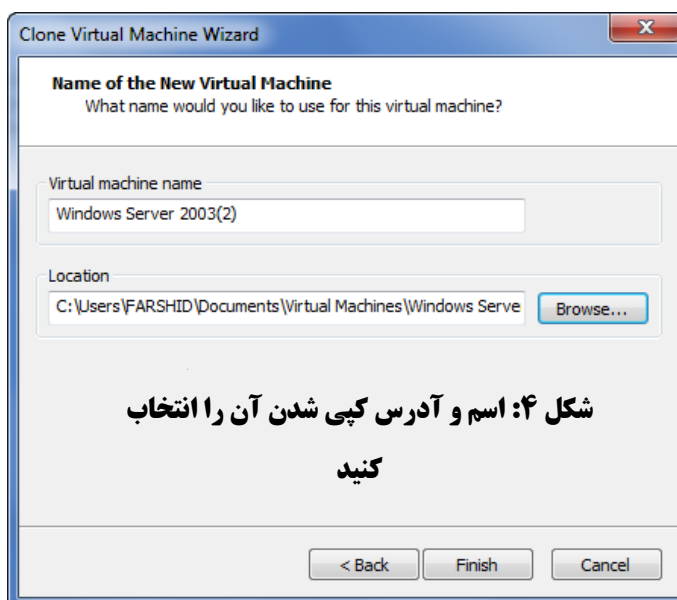 Clone Virtual Machine Wizard
Name of the New Virtual Machine
What name would you like to use for this virtual machine?
Virtual machine name
Windows Server 2003(2)
Location
C:\Users\FARSHID\Documents\Virtual Machines\Windows Serve
Browse...
شکل ۴: اسم و آدرس کپی شدن آن را انتخاب
کنید
< Back
Finish
Cancel